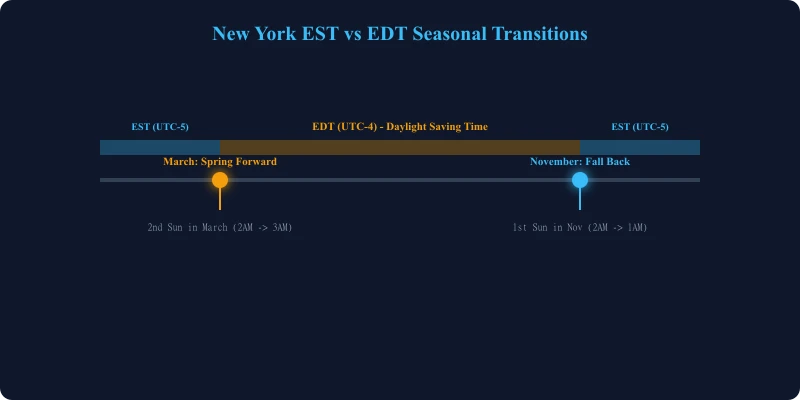 New York EST vs EDT Seasonal Transitions
EST (UTC-5)
EDT (UTC-4) - Daylight Saving Time
EST (UTC-5)
March: Spring Forward
November: Fall Back
2nd Sun in March (2AM -> 3AM)
1st Sun in Nov (2AM -> 1AM)